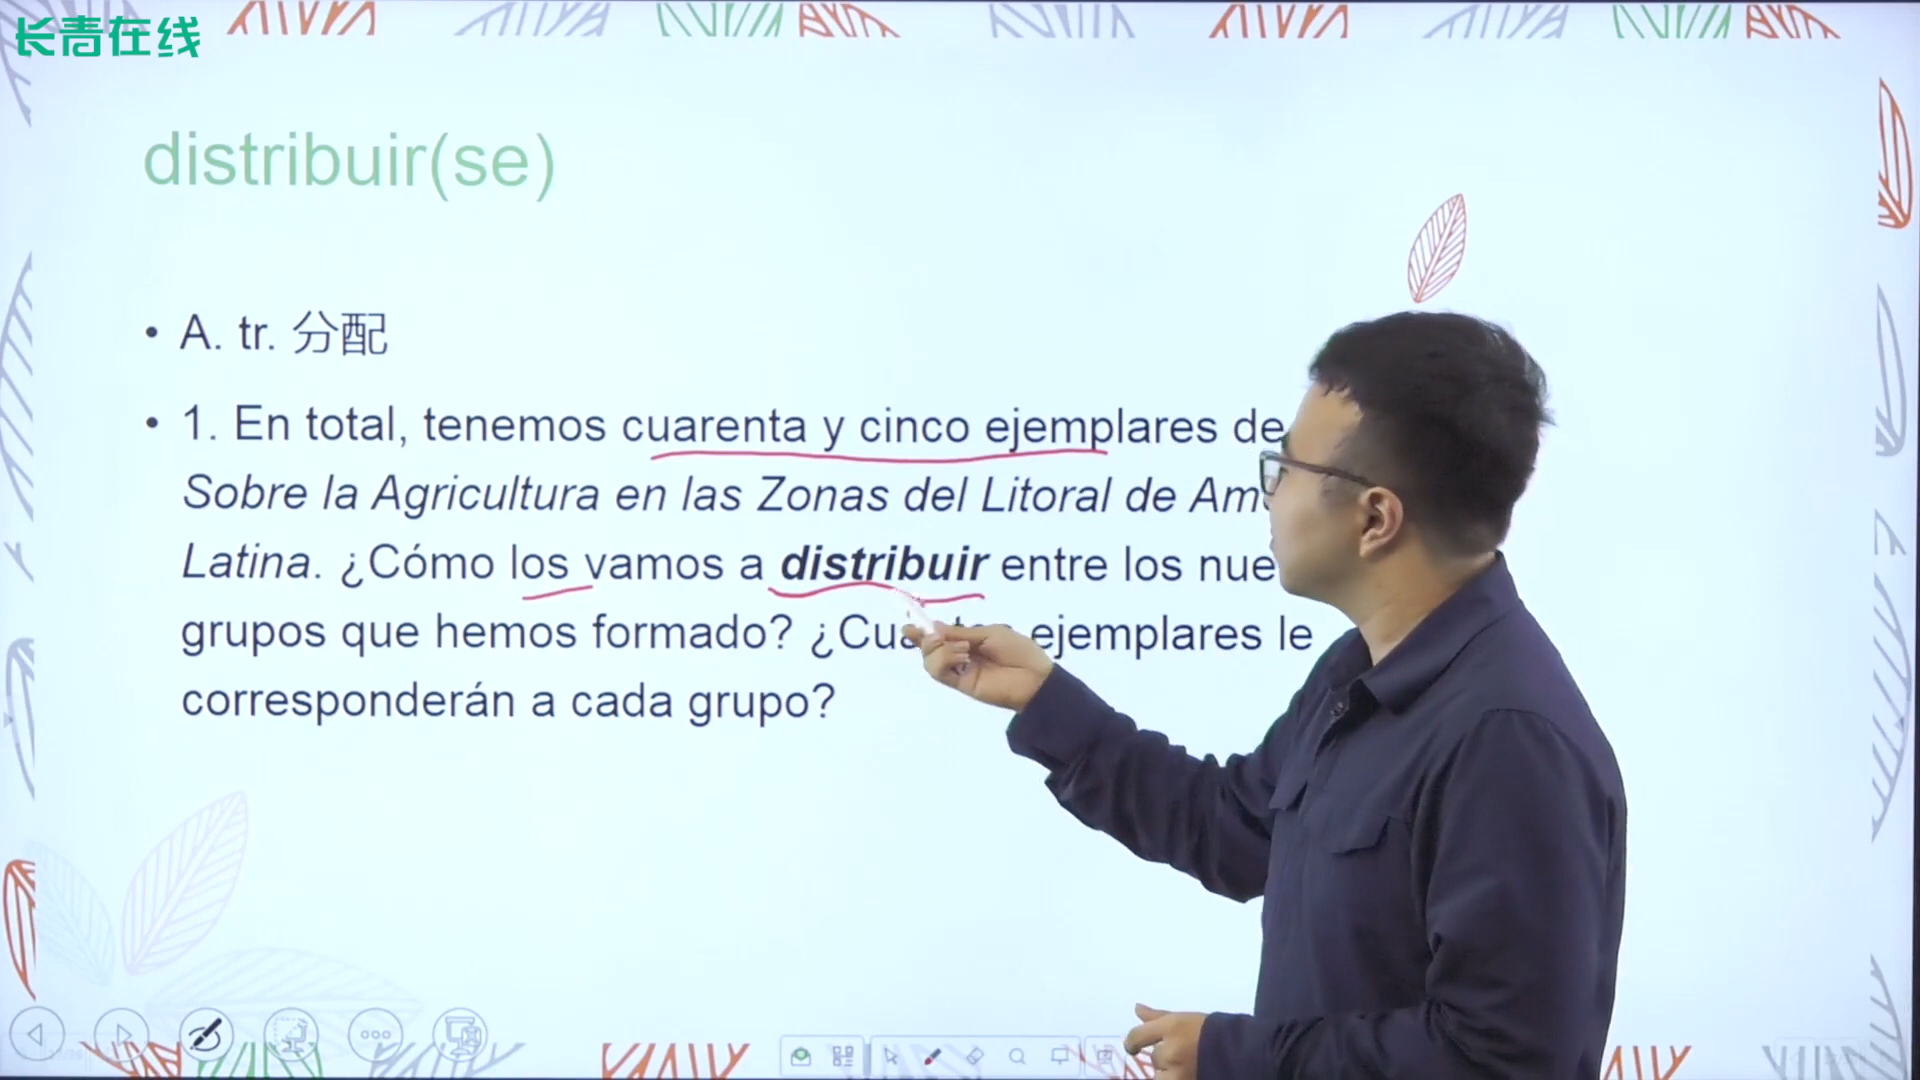 长青在线
distribuir(se)
• A. tr. 分配
• 1. En total, tenemos cuarenta y cinco ejemplares de
Sobre la Agricultura en las Zonas del Litoral de
Latina. ¿Cómo los vamos a distribuir entre los
grupos que hemos formado? ejemplares le
corresponderán a cada grupo?